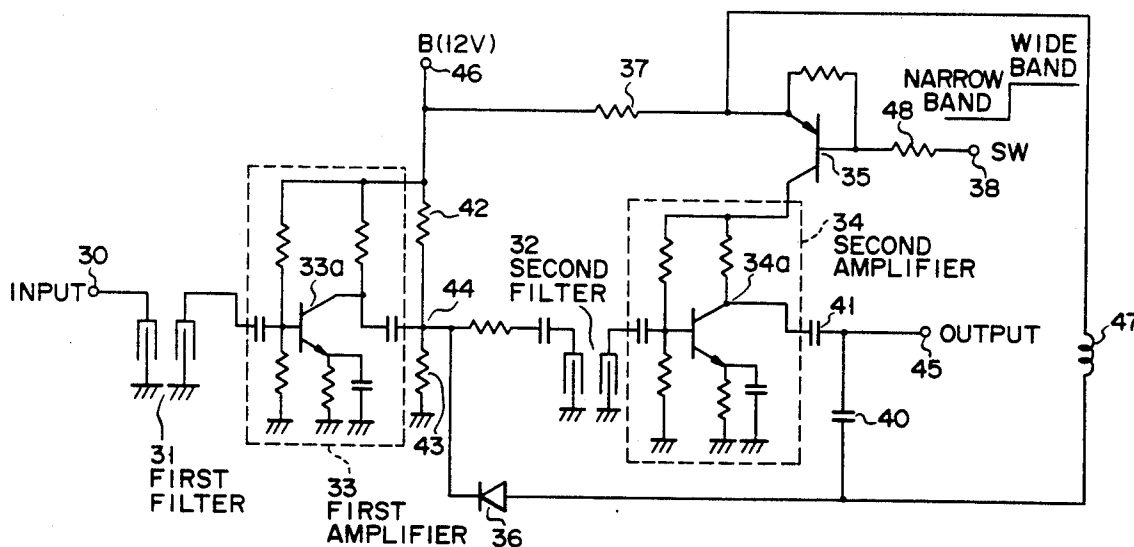 B(12V)
46
37
WIDE
BAND
NARROW
BAND
48
SW
38
35
42
30
INPUT
33a
44
32
SECOND
FILTER
34
SECOND
AMPLIFIER
34a
41
OUTPUT
45
47
40
43
31
FIRST
FILTER
33
FIRST
AMPLIFIER
36